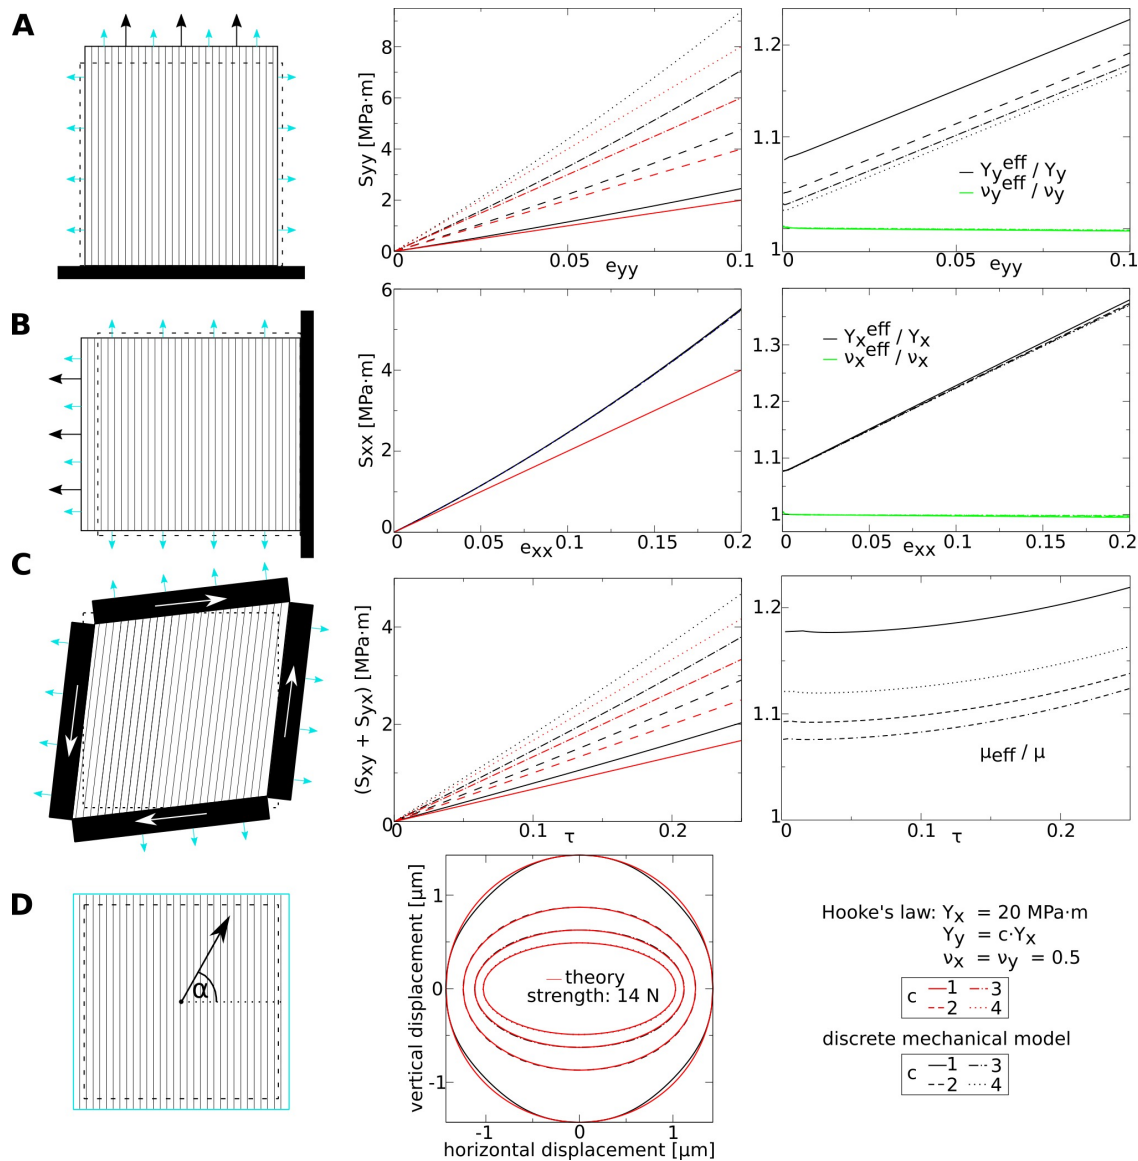 A
Syy [MPa·m]
8
6
4
2
0
0
0.05
0.1
eyy
1.2
1.1
1
Yyeff / Yy
νyeff / νy
0
0.05
0.1
eyy
B
Sxx [MPa·m]
6
4
2
0
0
0.05
0.1
0.15
0.2
exx
1.3
1.2
1.1
1
Yxeff / Yx
νxeff / νx
0
0.05
0.1
0.15
0.2
exx
C
(Sxy + Syx) [MPa·m]
4
2
0
0
0.1
0.2
τ
1.2
1.1
1
μeff / μ
0
0.1
0.2
τ
D
α
vertical displacement [μm]
1
0
-1
theory
strength: 14 N
-1
0
1
horizontal displacement [μm]
Hooke's law: Yx = 20 MPa·m
Yy = c·Yx
νx = νy = 0.5
c 1 3
2 4
discrete mechanical model
c 1 3
2 4